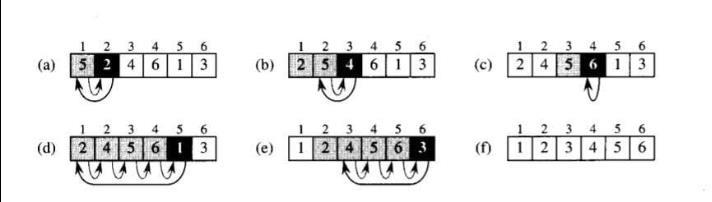 1 2 3 4 5 6
(a) 5 2 4 6 1 3
1 2 3 4 5 6
(b) 2 5 4 6 1 3
1 2 3 4 5 6
(c) 2 4 5 6 1 3
1 2 3 4 5 6
(d) 2 4 5 6 1 3
1 2 3 4 5 6
(e) 1 2 4 5 6 3
1 2 3 4 5 6
(f) 1 2 3 4 5 6